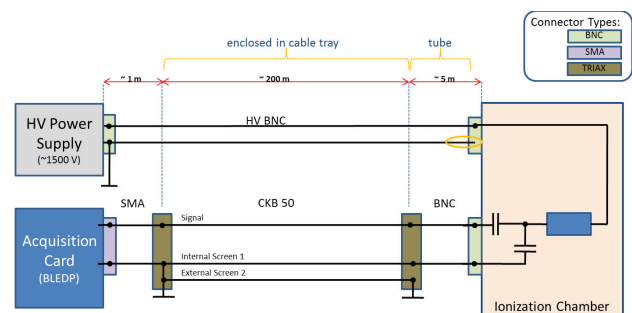 Connector Types:
BNC
SMA
TRIAX
enclosed in cable tray
tube
~ 1 m
~ 200 m
~ 5 m
HV Power
Supply
(~1500 V)
HV BNC
SMA
CKB 50
BNC
Signal
Acquisition
Card
(BLEDP)
Internal Screen 1
External Screen 2
Ionization Chamber